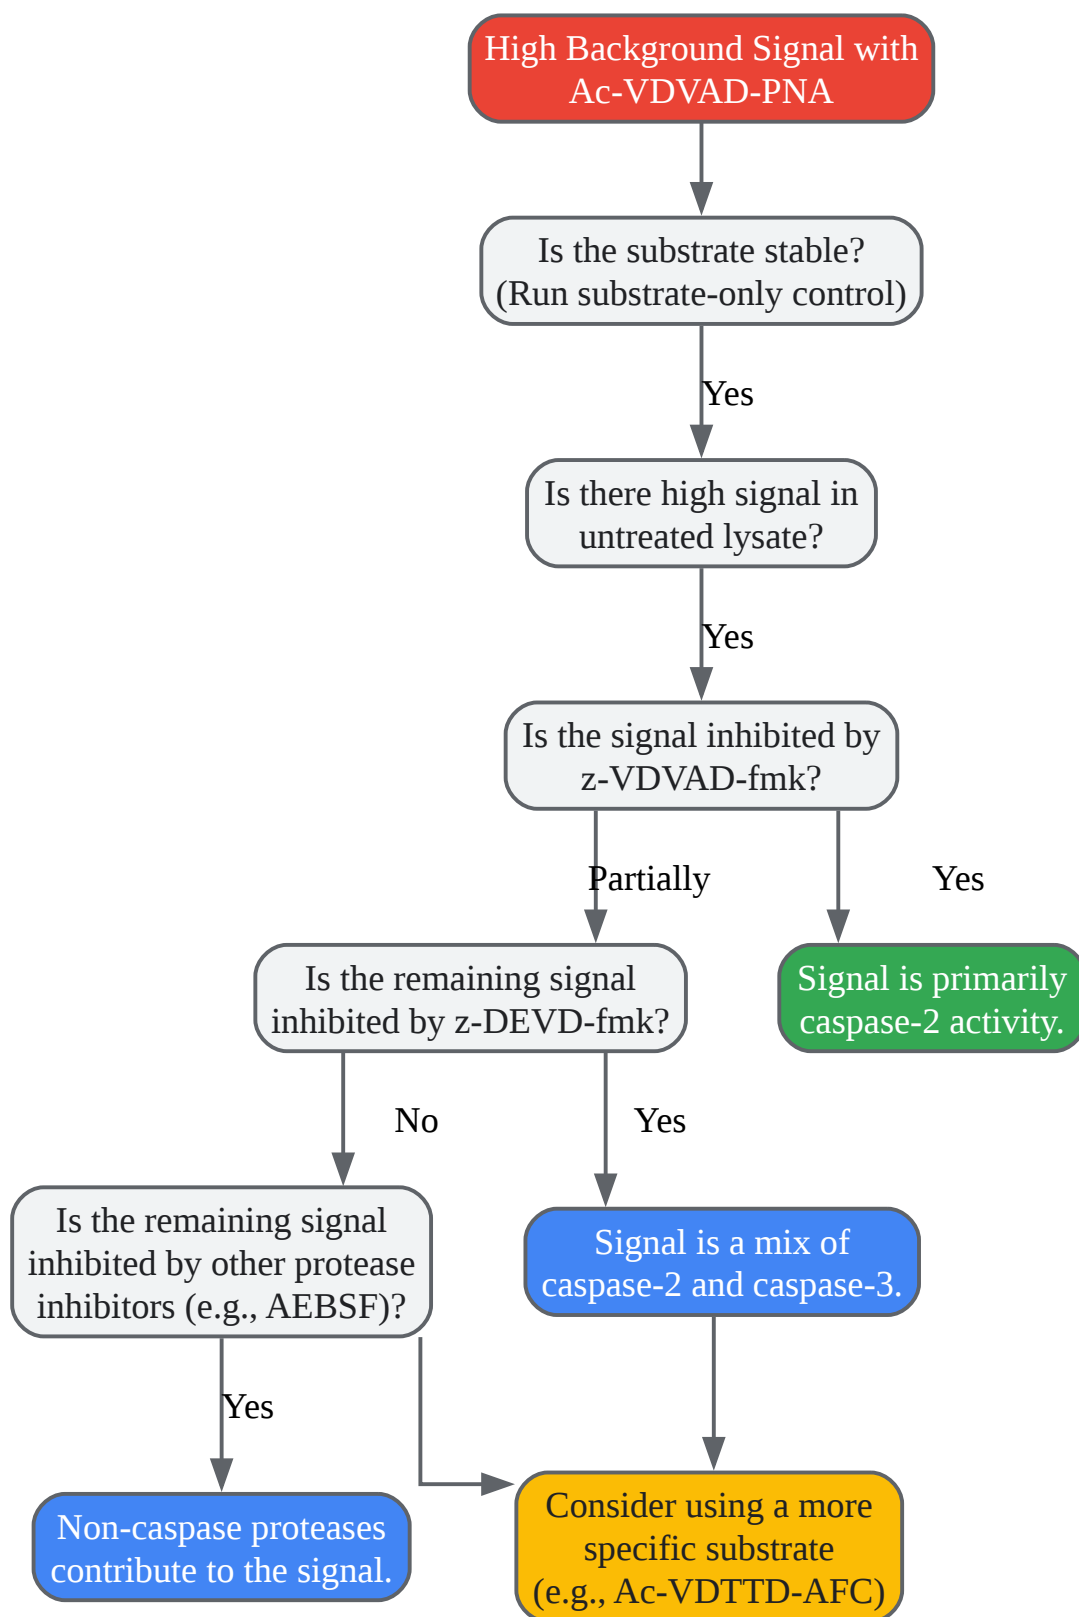 High Background Signal with
Ac-VDVAD-PNA
Is the substrate stable?
(Run substrate-only control)
Yes
Is there high signal in
untreated lysate?
Yes
Is the signal inhibited by
z-VDVAD-fmk?
Partially
Yes
Is the remaining signal
inhibited by z-DEVD-fmk?
Signal is primarily
caspase-2 activity.
No
Yes
Is the remaining signal
inhibited by other protease
inhibitors (e.g., AEBSF)?
Signal is a mix of
caspase-2 and caspase-3.
Yes
Non-caspase proteases
contribute to the signal.
Consider using a more
specific substrate
(e.g., Ac-VDTTD-AFC)